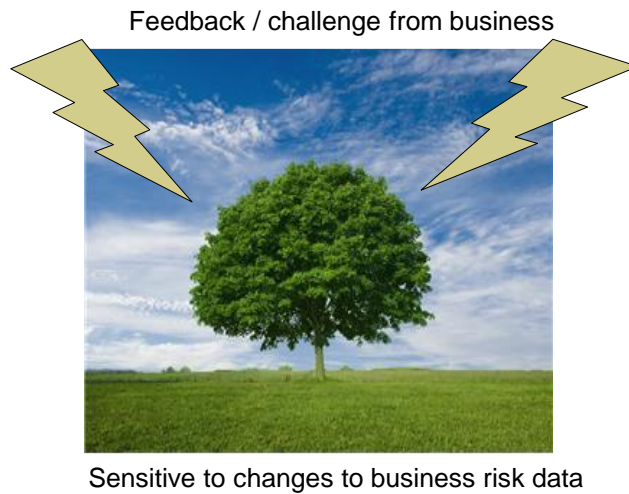 Feedback / challenge from business
Sensitive to changes to business risk data